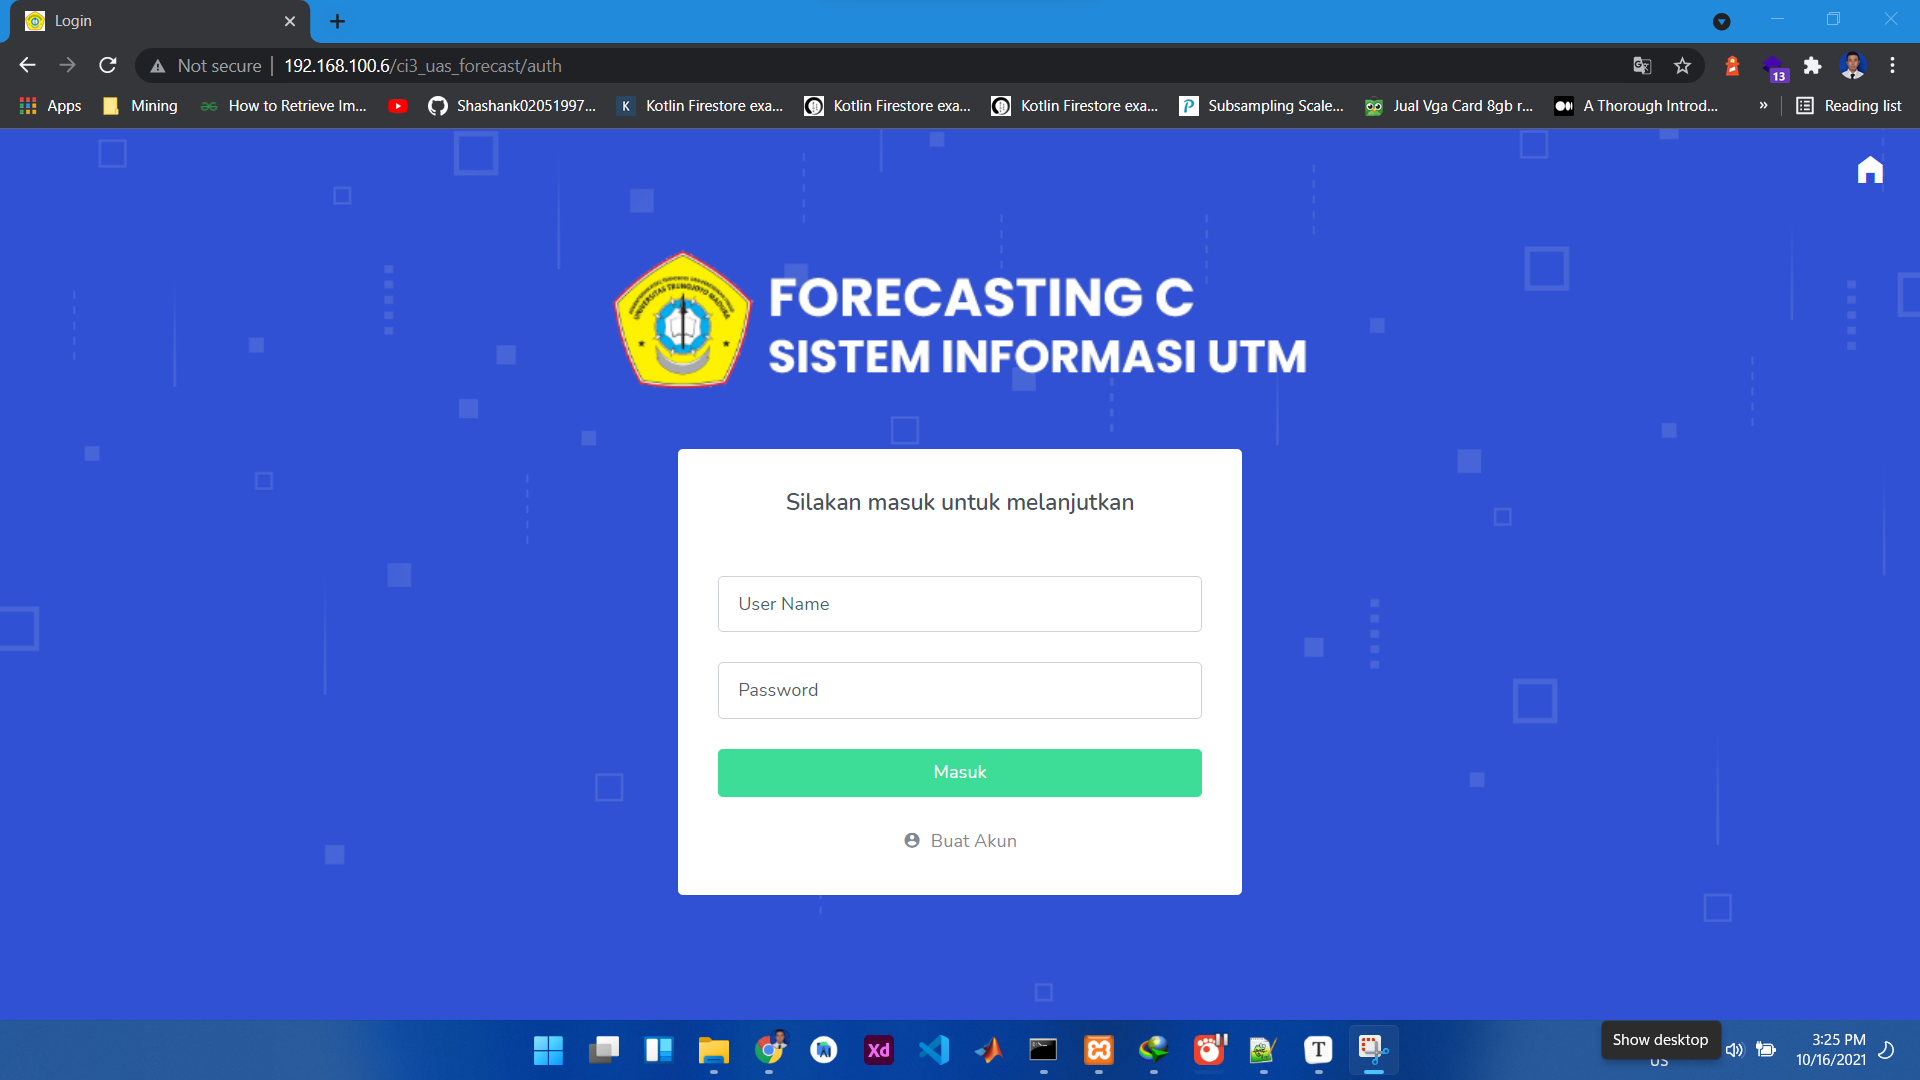 Login
Not secure
192.168.100.6/ci3_uas_forecast/auth
13
Apps
Mining
How to Retrieve Im...
Shashank02051997...
K
Kotlin Firestore exa...
Kotlin Firestore exa...
Kotlin Firestore exa...
P
Subsampling Scale...
Jual Vga Card 8gb r...
A Thorough Introd...
»
Reading list
UNIVERSITAS TRUNOJOYO MADURA
FORECASTING C
SISTEM INFORMASI UTM
Silakan masuk untuk melanjutkan
User Name
Password
Masuk
Buat Akun
Xd
T
Show desktop
US
3:25 PM
10/16/2021